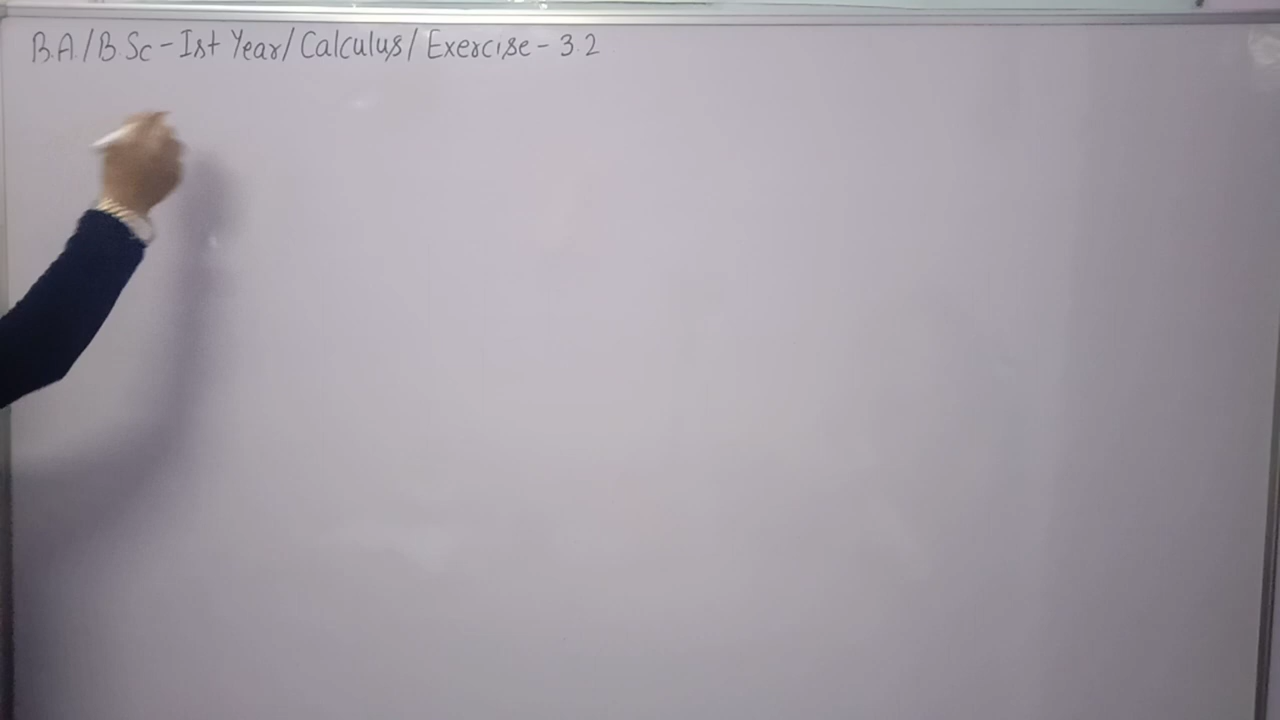 B.A./B.Sc - Ist Year/ Calculus/ Exercise - 3.2